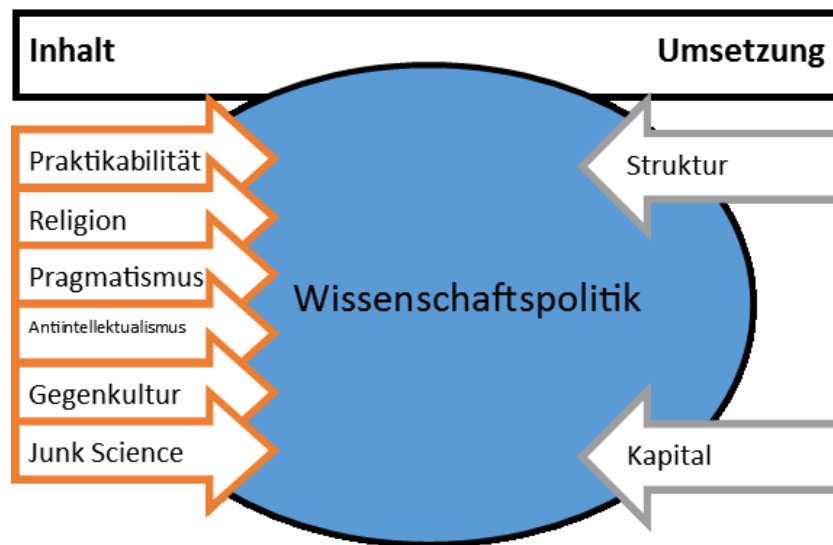 Inhalt
Umsetzung
Praktikabilität
Religion
Pragmatismus
Antiintellektualismus
Gegenkultur
Junk Science
Wissenschaftspolitik
Struktur
Kapital